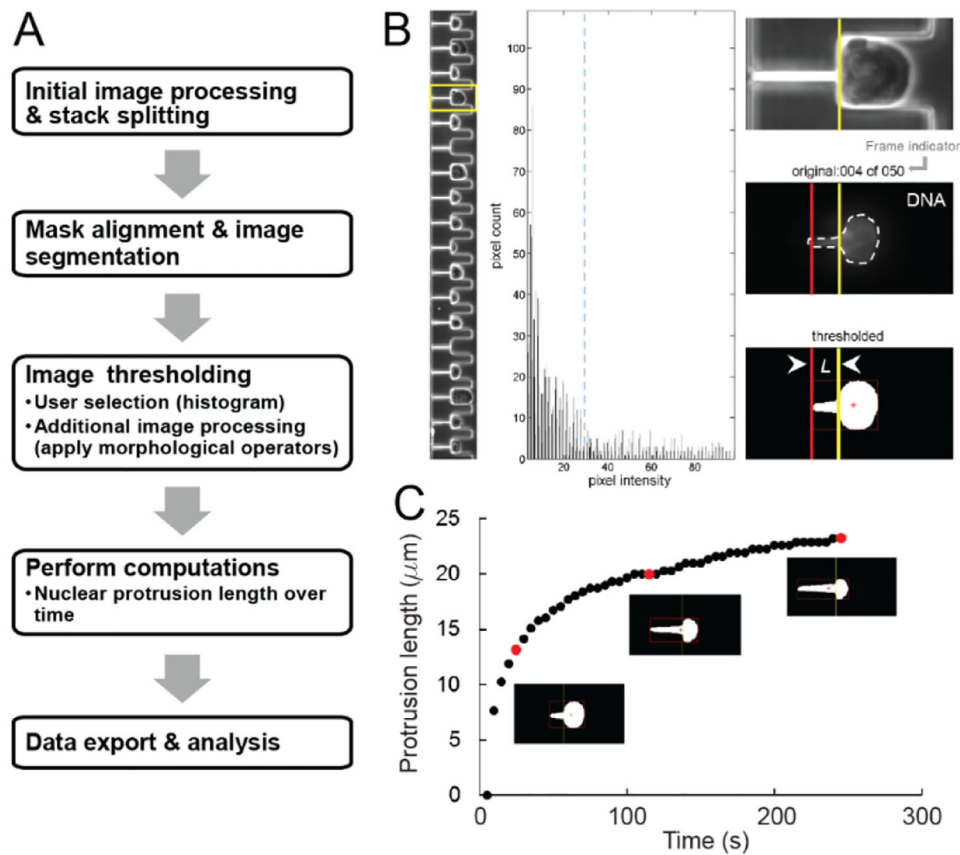 A
Initial image processing
& stack splitting
Mask alignment & image
segmentation
Image thresholding
•User selection (histogram)
•Additional image processing
(apply morphological operators)
Perform computations
•Nuclear protrusion length over
time
Data export & analysis
B
pixel count
100
90
80
70
60
50
40
30
20
10
0
20
40
60
80
pixel intensity
Frame indicator
original:004 of 050
DNA
thresholded
L
C
Protrusion length (μm)
25
20
15
10
5
0
0
100
200
300
Time (s)